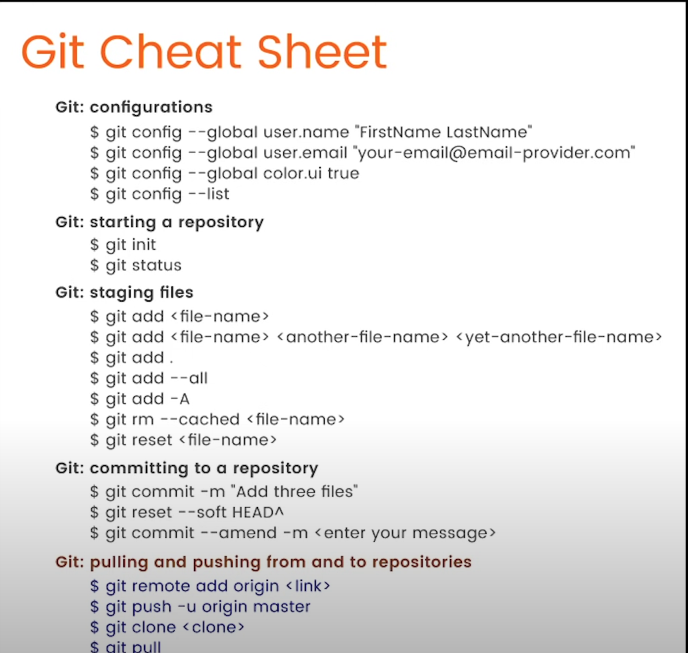 Git Cheat Sheet
Git: configurations
$ git config --global user.name "FirstName LastName"
$ git config --global user.email "your-email@email-provider.com"
$ git config --global color.ui true
$ git config --list
Git: starting a repository
$ git init
$ git status
Git: staging files
$ git add <file-name>
$ git add <file-name> <another-file-name> <yet-another-file-name>
$ git add .
$ git add --all
$ git add -A
$ git rm --cached <file-name>
$ git reset <file-name>
Git: committing to a repository
$ git commit -m "Add three files"
$ git reset --soft HEAD^
$ git commit --amend -m <enter your message>
Git: pulling and pushing from and to repositories
$ git remote add origin <link>
$ git push -u origin master
$ git clone <clone>
$ git pull